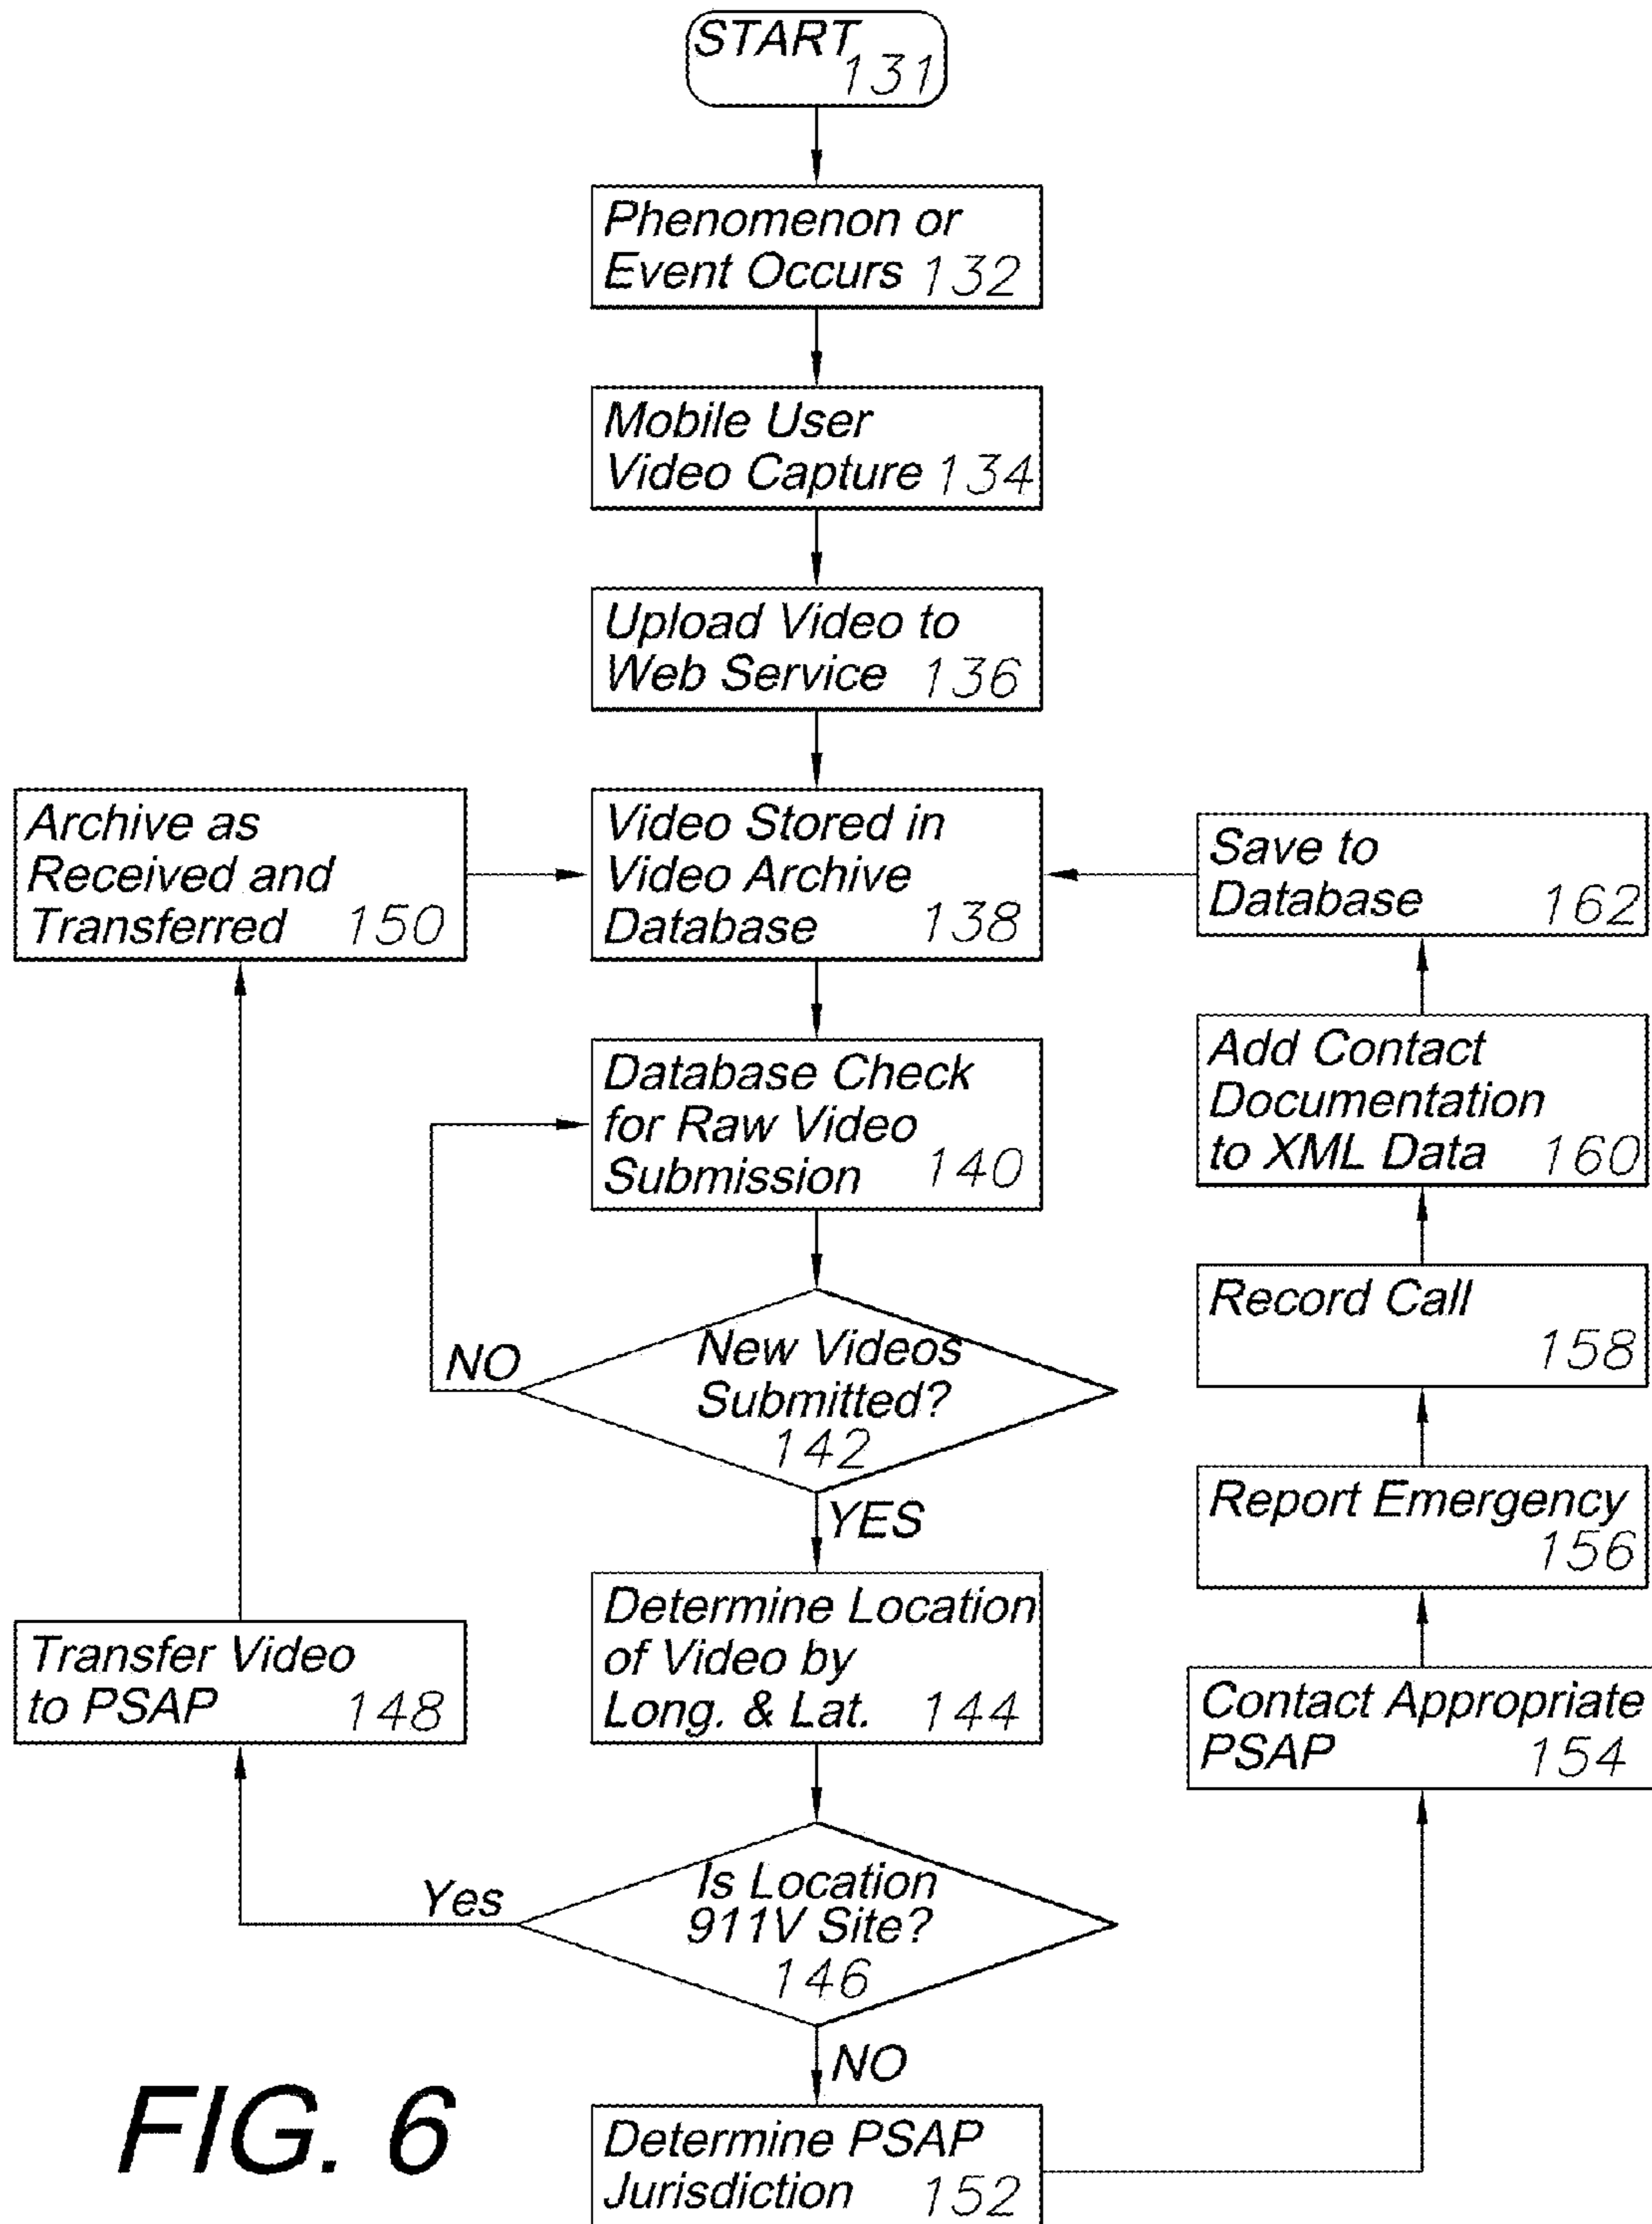 START
131
Phenomenon or
Event Occurs 132
Mobile User
Video Capture 134
Upload Video to
Web Service 136
Archive as
Received and
Transferred 150
Video Stored in
Video Archive
Database 138
Save to
Database 162
Database Check
for Raw Video
Submission 140
Add Contact
Documentation
to XML Data 160
Record Call
158
NO
New Videos
Submitted?
142
YES
Report Emergency
156
Determine Location
of Video by
Long. & Lat. 144
Transfer Video
to PSAP 148
Contact Appropriate
PSAP 154
Yes
Is Location
911V Site?
146
NO
Determine PSAP
Jurisdiction 152
FIG. 6